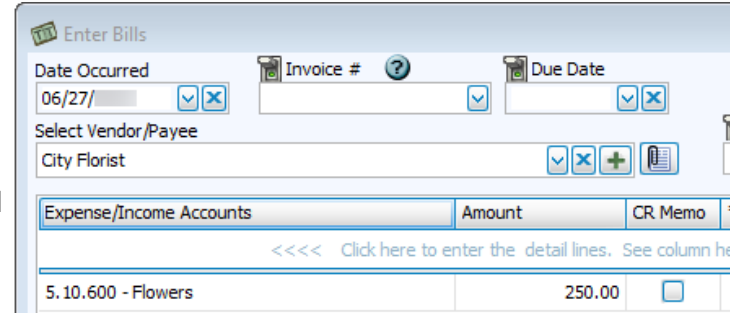 Enter Bills
Date Occurred Invoice # ? Due Date
06/27/
Select Vendor/Payee
City Florist
Expense/Income Accounts Amount CR Memo
<<<< Click here to enter the detail lines. See column
5.10.600 - Flowers 250.00